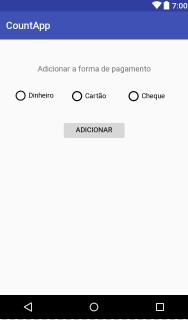 7:00
CountApp
Adicionar a forma de pagamento
Dinheiro Cartão Cheque
ADICIONAR